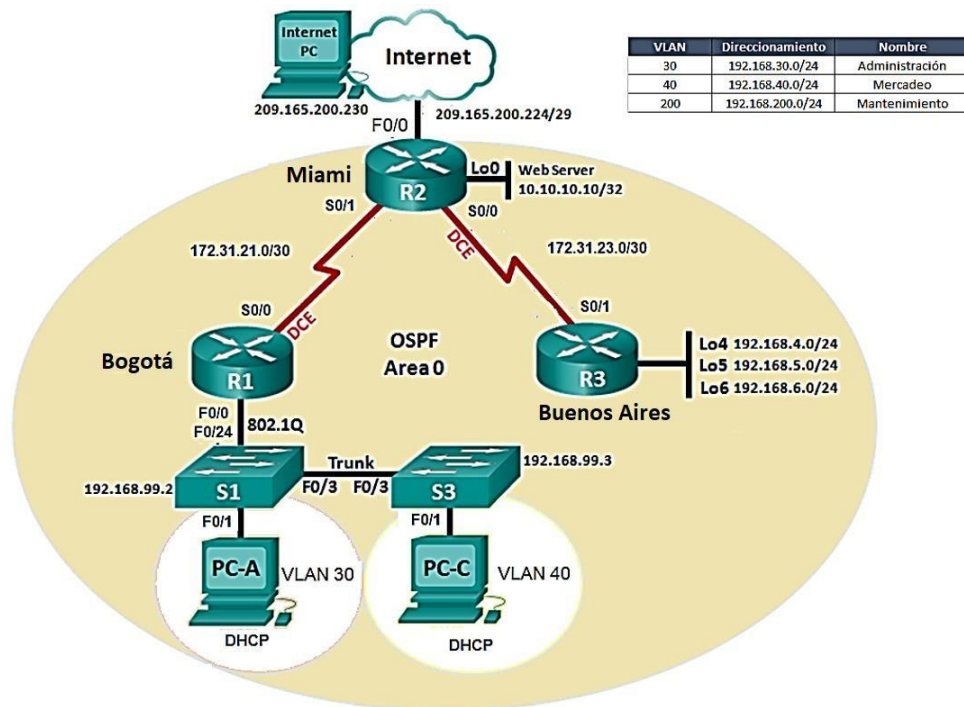 Internet
PC
Internet
209.165.200.230
209.165.200.224/29
F0/0
VLAN Direccionamiento Nombre
30 192.168.30.0/24 Administración
40 192.168.40.0/24 Mercadeo
200 192.168.200.0/24 Mantenimiento
Miami
R2
Lo0
Web Server
10.10.10.10/32
S0/1
S0/0
DCE
172.31.21.0/30
172.31.23.0/30
S0/0
DCE
S0/1
Bogotá
R1
OSPF
Area 0
R3
Buenos Aires
Lo4 192.168.4.0/24
Lo5 192.168.5.0/24
Lo6 192.168.6.0/24
F0/0
F0/24
802.1Q
Trunk
192.168.99.3
192.168.99.2
S1
F0/3
F0/3
S3
F0/1
F0/1
PC-A
VLAN 30
PC-C
VLAN 40
DHCP
DHCP